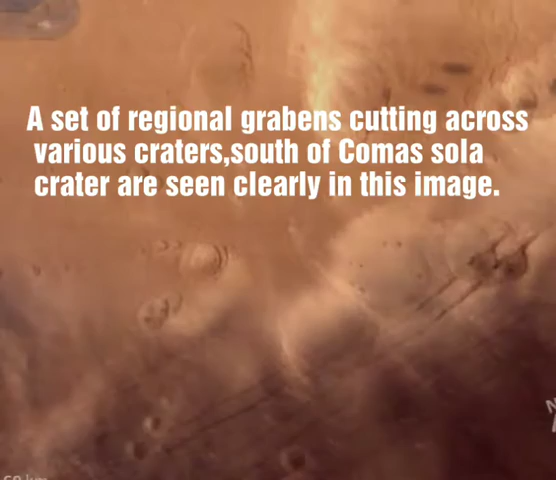 A set of regional grabens cutting across
various craters,south of Comas sola
crater are seen clearly in this image.
N